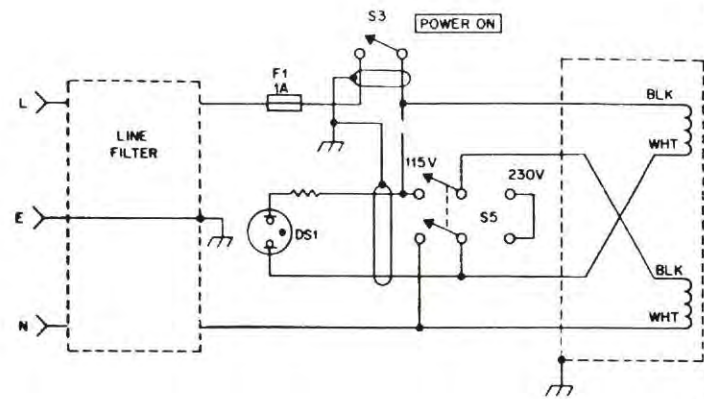 S3
POWER ON
F1
1A
L
LINE
FILTER
BLK
WHT
115V
230V
E
DS1
S5
BLK
N
WHT